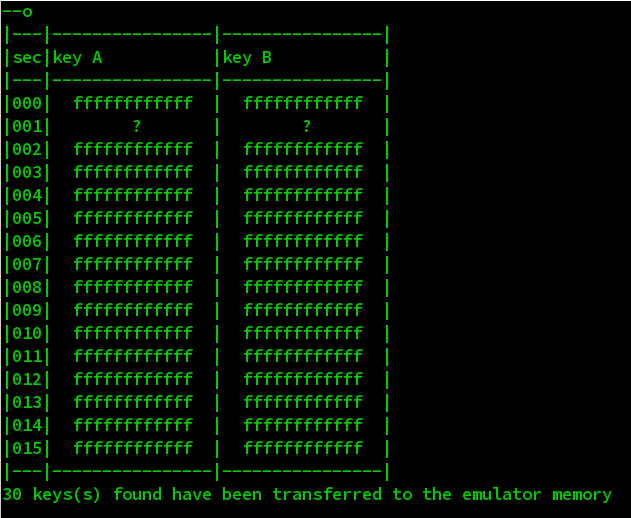 --o
|---|----------------|----------------|
|sec|key A           |key B           |
|---|----------------|----------------|
|000|  ffffffffffff  |  ffffffffffff  |
|001|        ?       |        ?       |
|002|  ffffffffffff  |  ffffffffffff  |
|003|  ffffffffffff  |  ffffffffffff  |
|004|  ffffffffffff  |  ffffffffffff  |
|005|  ffffffffffff  |  ffffffffffff  |
|006|  ffffffffffff  |  ffffffffffff  |
|007|  ffffffffffff  |  ffffffffffff  |
|008|  ffffffffffff  |  ffffffffffff  |
|009|  ffffffffffff  |  ffffffffffff  |
|010|  ffffffffffff  |  ffffffffffff  |
|011|  ffffffffffff  |  ffffffffffff  |
|012|  ffffffffffff  |  ffffffffffff  |
|013|  ffffffffffff  |  ffffffffffff  |
|014|  ffffffffffff  |  ffffffffffff  |
|015|  ffffffffffff  |  ffffffffffff  |
|---|----------------|----------------|
30 keys(s) found have been transferred to the emulator memory